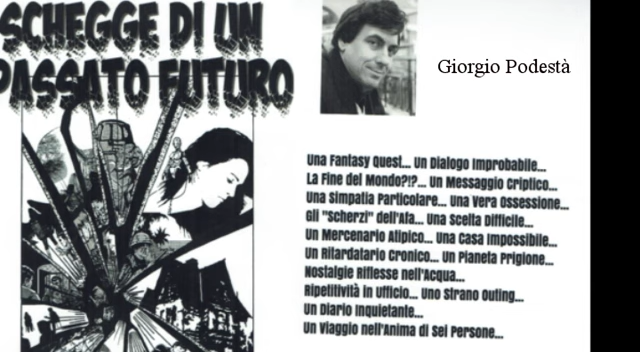 SCHEGGE DI UN
PASSATO FUTURO
Giorgio Podestà
Una Fantasy Quest... Un Dialogo Improbabile...
La Fine del Mondo?!?... Un Messaggio Criptico...
Una Simpatia Particolare... Una Vera Ossessione...
Gli "Scherzi" dell'Afa... Una Scelta Difficile...
Un Mercenario Atipico... Una Casa Impossibile...
Un Ritardatario Cronico... Un Pianeta Prigione...
Nostalgie Riflesse nell'Acqua...
Ripetitività in Ufficio... Uno Strano Outing...
Un Diario Inquietante...
Un Viaggio nell'Anima di Sei Persone...